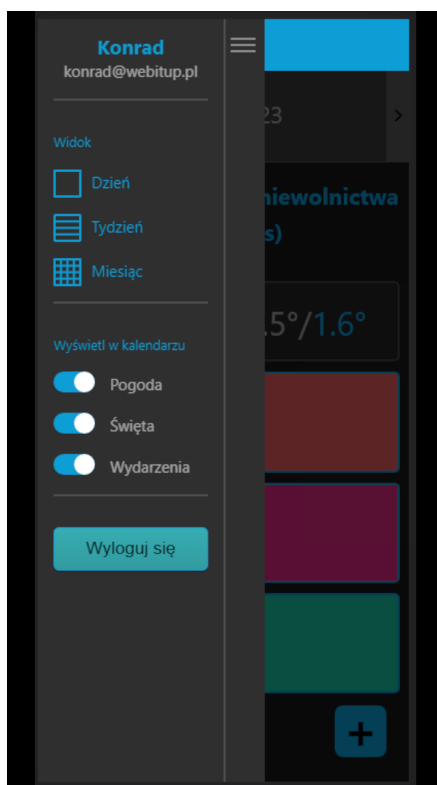 Konrad
konrad@webitup.pl
23
Widok
Dzień
niewolnictwa
s)
Tydzień
Miesiąc
.5°/1.6°
Wyświetl w kalendarzu
Pogoda
Święta
Wydarzenia
Wyloguj się
+